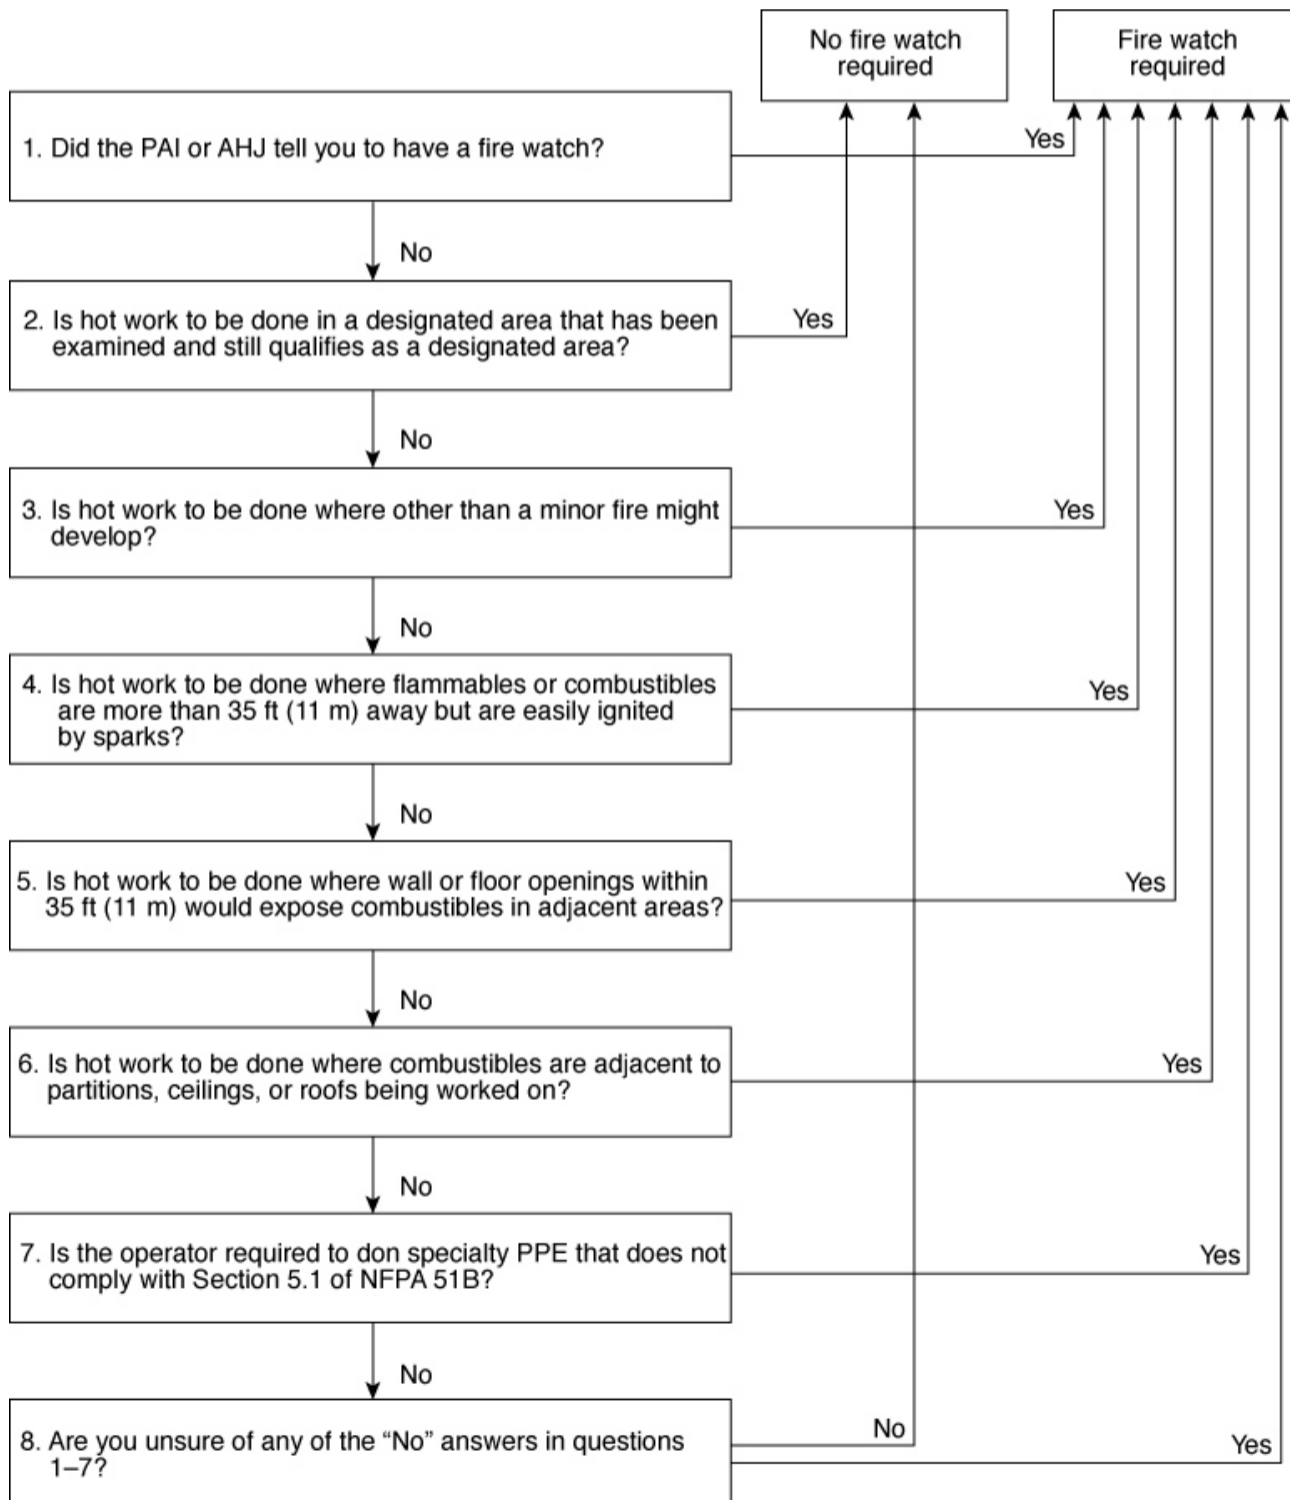 No fire watch
required
Fire watch
required
1. Did the PAI or AHJ tell you to have a fire watch?
Yes
No
2. Is hot work to be done in a designated area that has been
examined and still qualifies as a designated area?
Yes
No
3. Is hot work to be done where other than a minor fire might
develop?
Yes
No
4. Is hot work to be done where flammables or combustibles
are more than 35 ft (11 m) away but are easily ignited
by sparks?
Yes
No
5. Is hot work to be done where wall or floor openings within
35 ft (11 m) would expose combustibles in adjacent areas?
Yes
No
6. Is hot work to be done where combustibles are adjacent to
partitions, ceilings, or roofs being worked on?
Yes
No
7. Is the operator required to don specialty PPE that does not
comply with Section 5.1 of NFPA 51B?
Yes
No
8. Are you unsure of any of the “No” answers in questions
1–7?
No
Yes